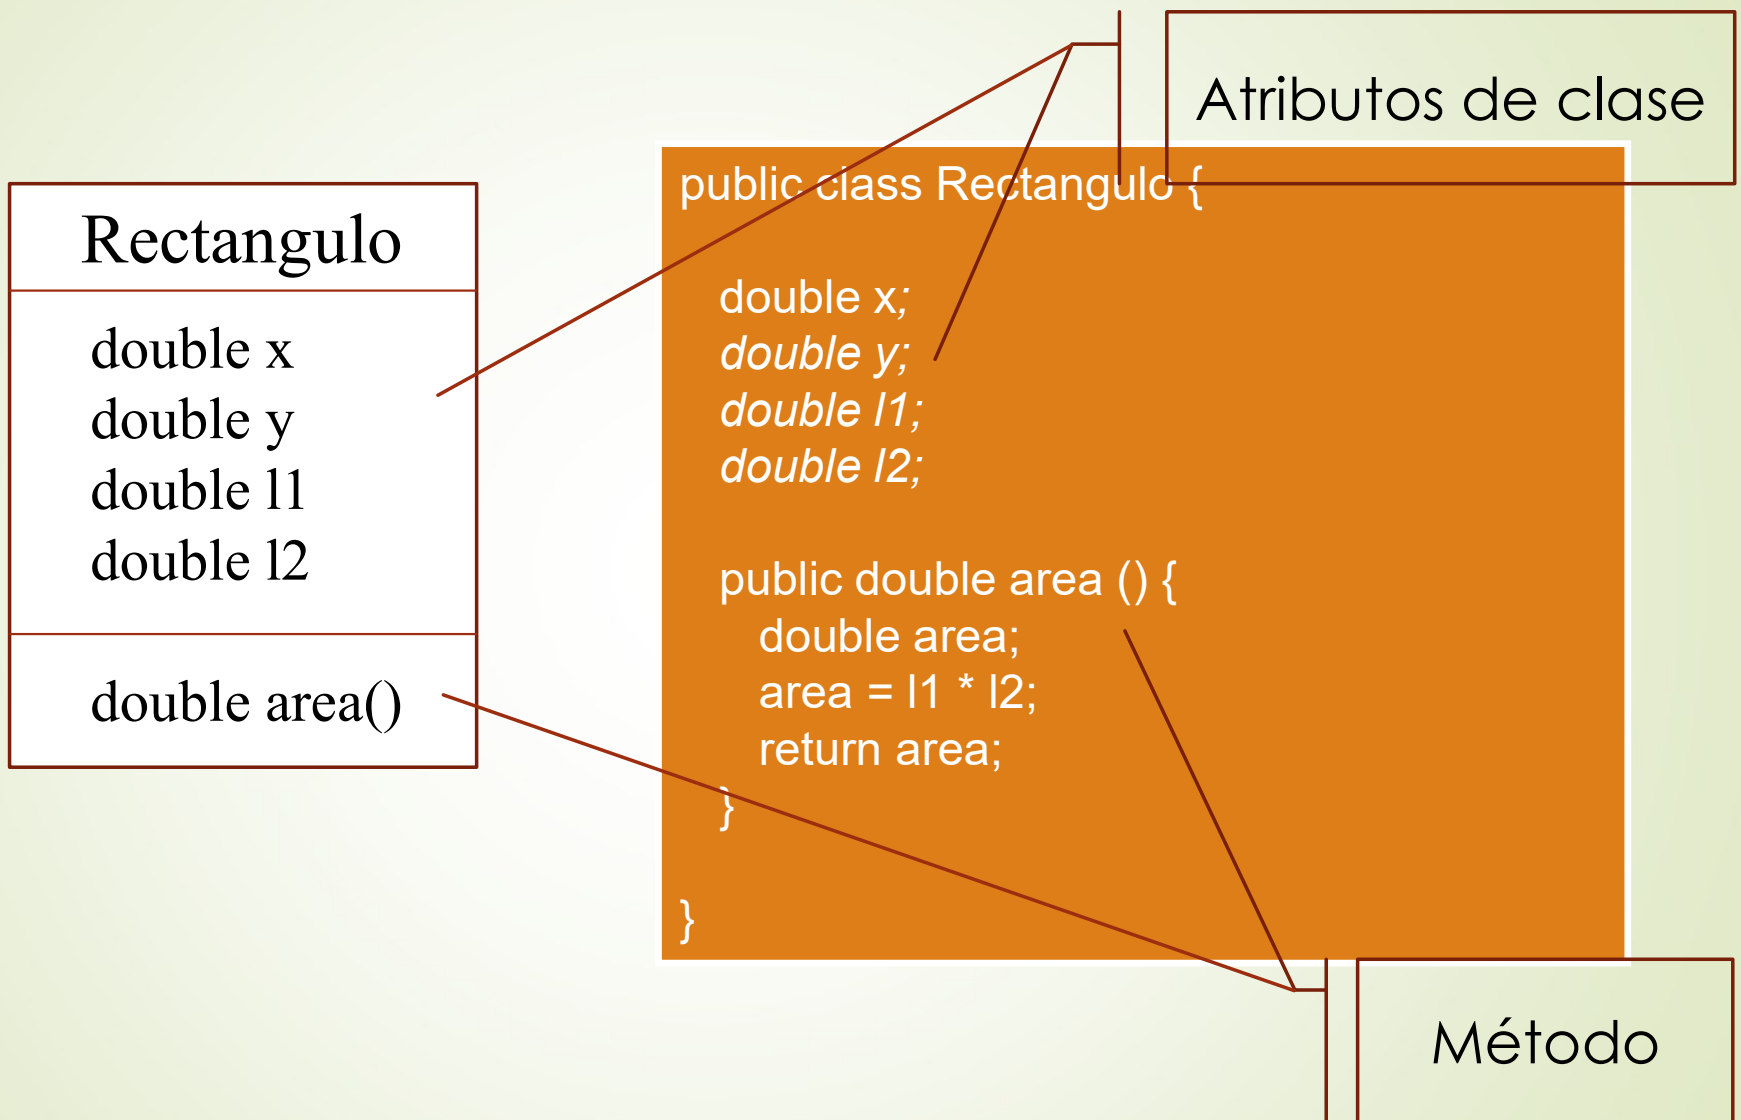 Atributos de clase
Rectangulo
double x
double y
double l1
double l2
double area()
public class Rectangulo {
double x;
double y;
double l1;
double l2;
public double area () {
double area;
area = l1 * l2;
return area;
}
}
Método